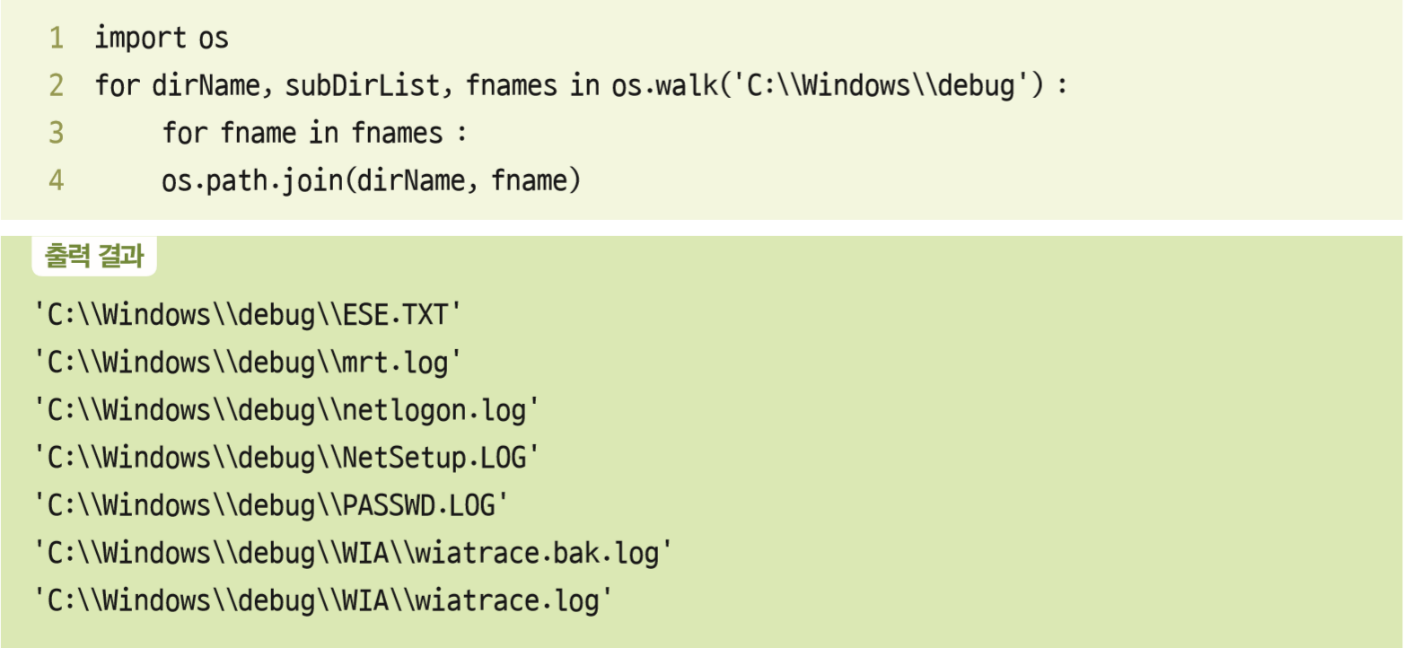 1 import os
2 for dirName, subDirList, fnames in os.walk('C:\\Windows\\debug') :
3 for fname in fnames :
4 os.path.join(dirName, fname)
출력 결과
'C:\\Windows\\debug\\ESE.TXT'
'C:\\Windows\\debug\\mrt.log'
'C:\\Windows\\debug\\netlogon.log'
'C:\\Windows\\debug\\NetSetup.LOG'
'C:\\Windows\\debug\\PASSWD.LOG'
'C:\\Windows\\debug\\WIA\\wiatrace.bak.log'
'C:\\Windows\\debug\\WIA\\wiatrace.log'